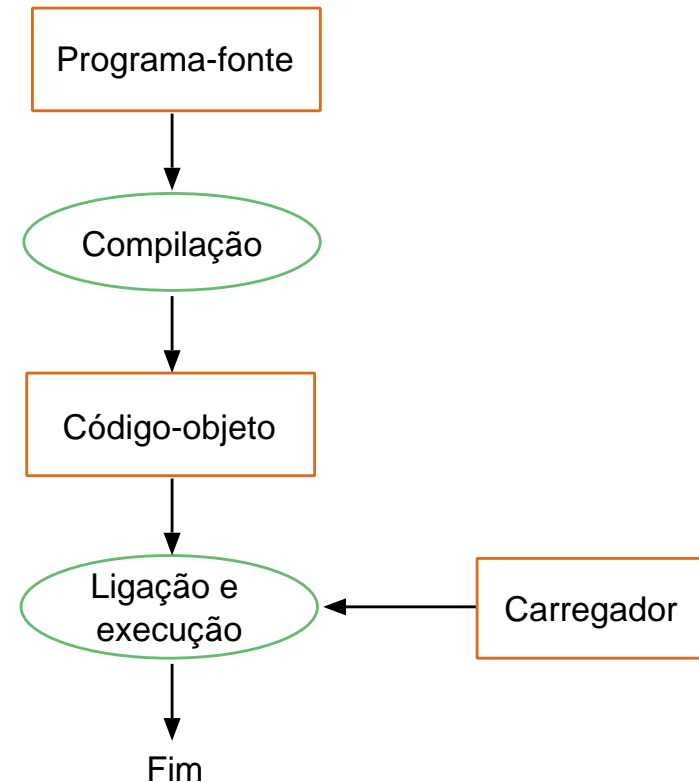 Programa-fonte
Compilação
Código-objeto
Ligação e
execução
Carregador
Fim